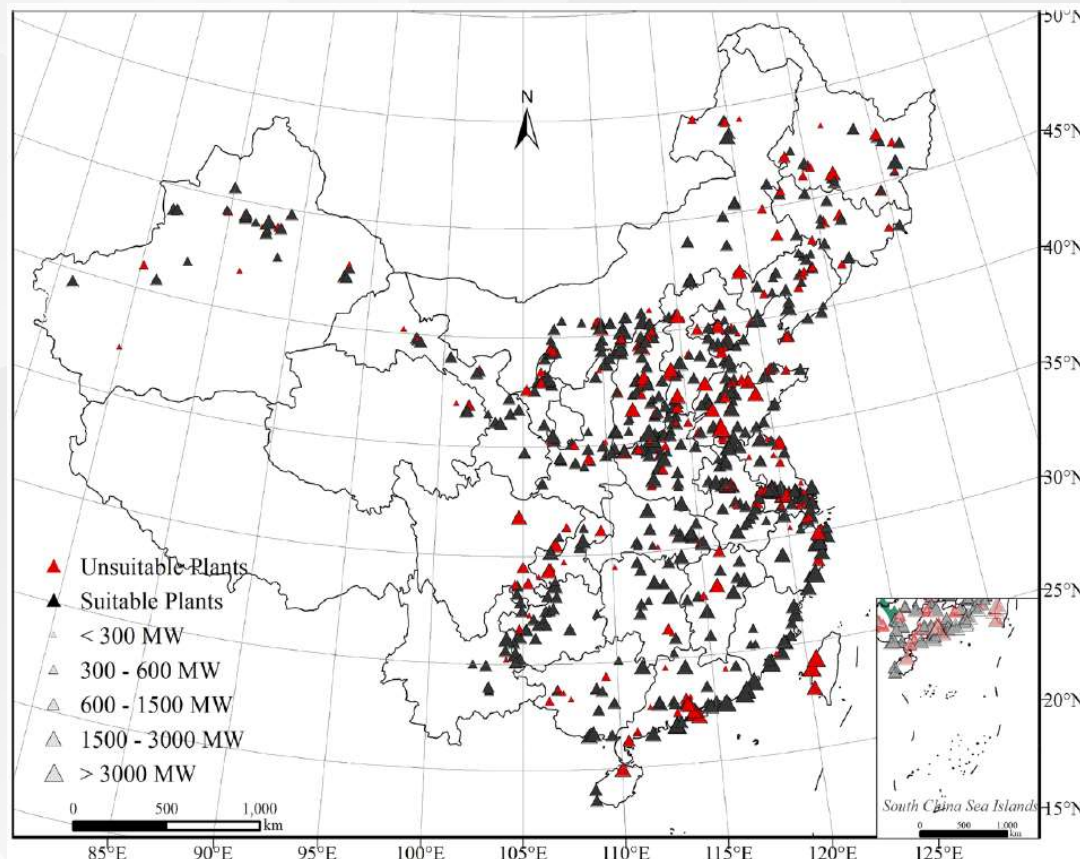 N
50°N
45°N
40°N
35°N
30°N
25°N
20°N
15°N
Unsuitable Plants
Suitable Plants
< 300 MW
300 - 600 MW
600 - 1500 MW
1500 - 3000 MW
> 3000 MW
0 500 1,000
km
South China Sea Islands
0 500 1,000
km
85°E 90°E 95°E 100°E 105°E 110°E 115°E 120°E 125°E